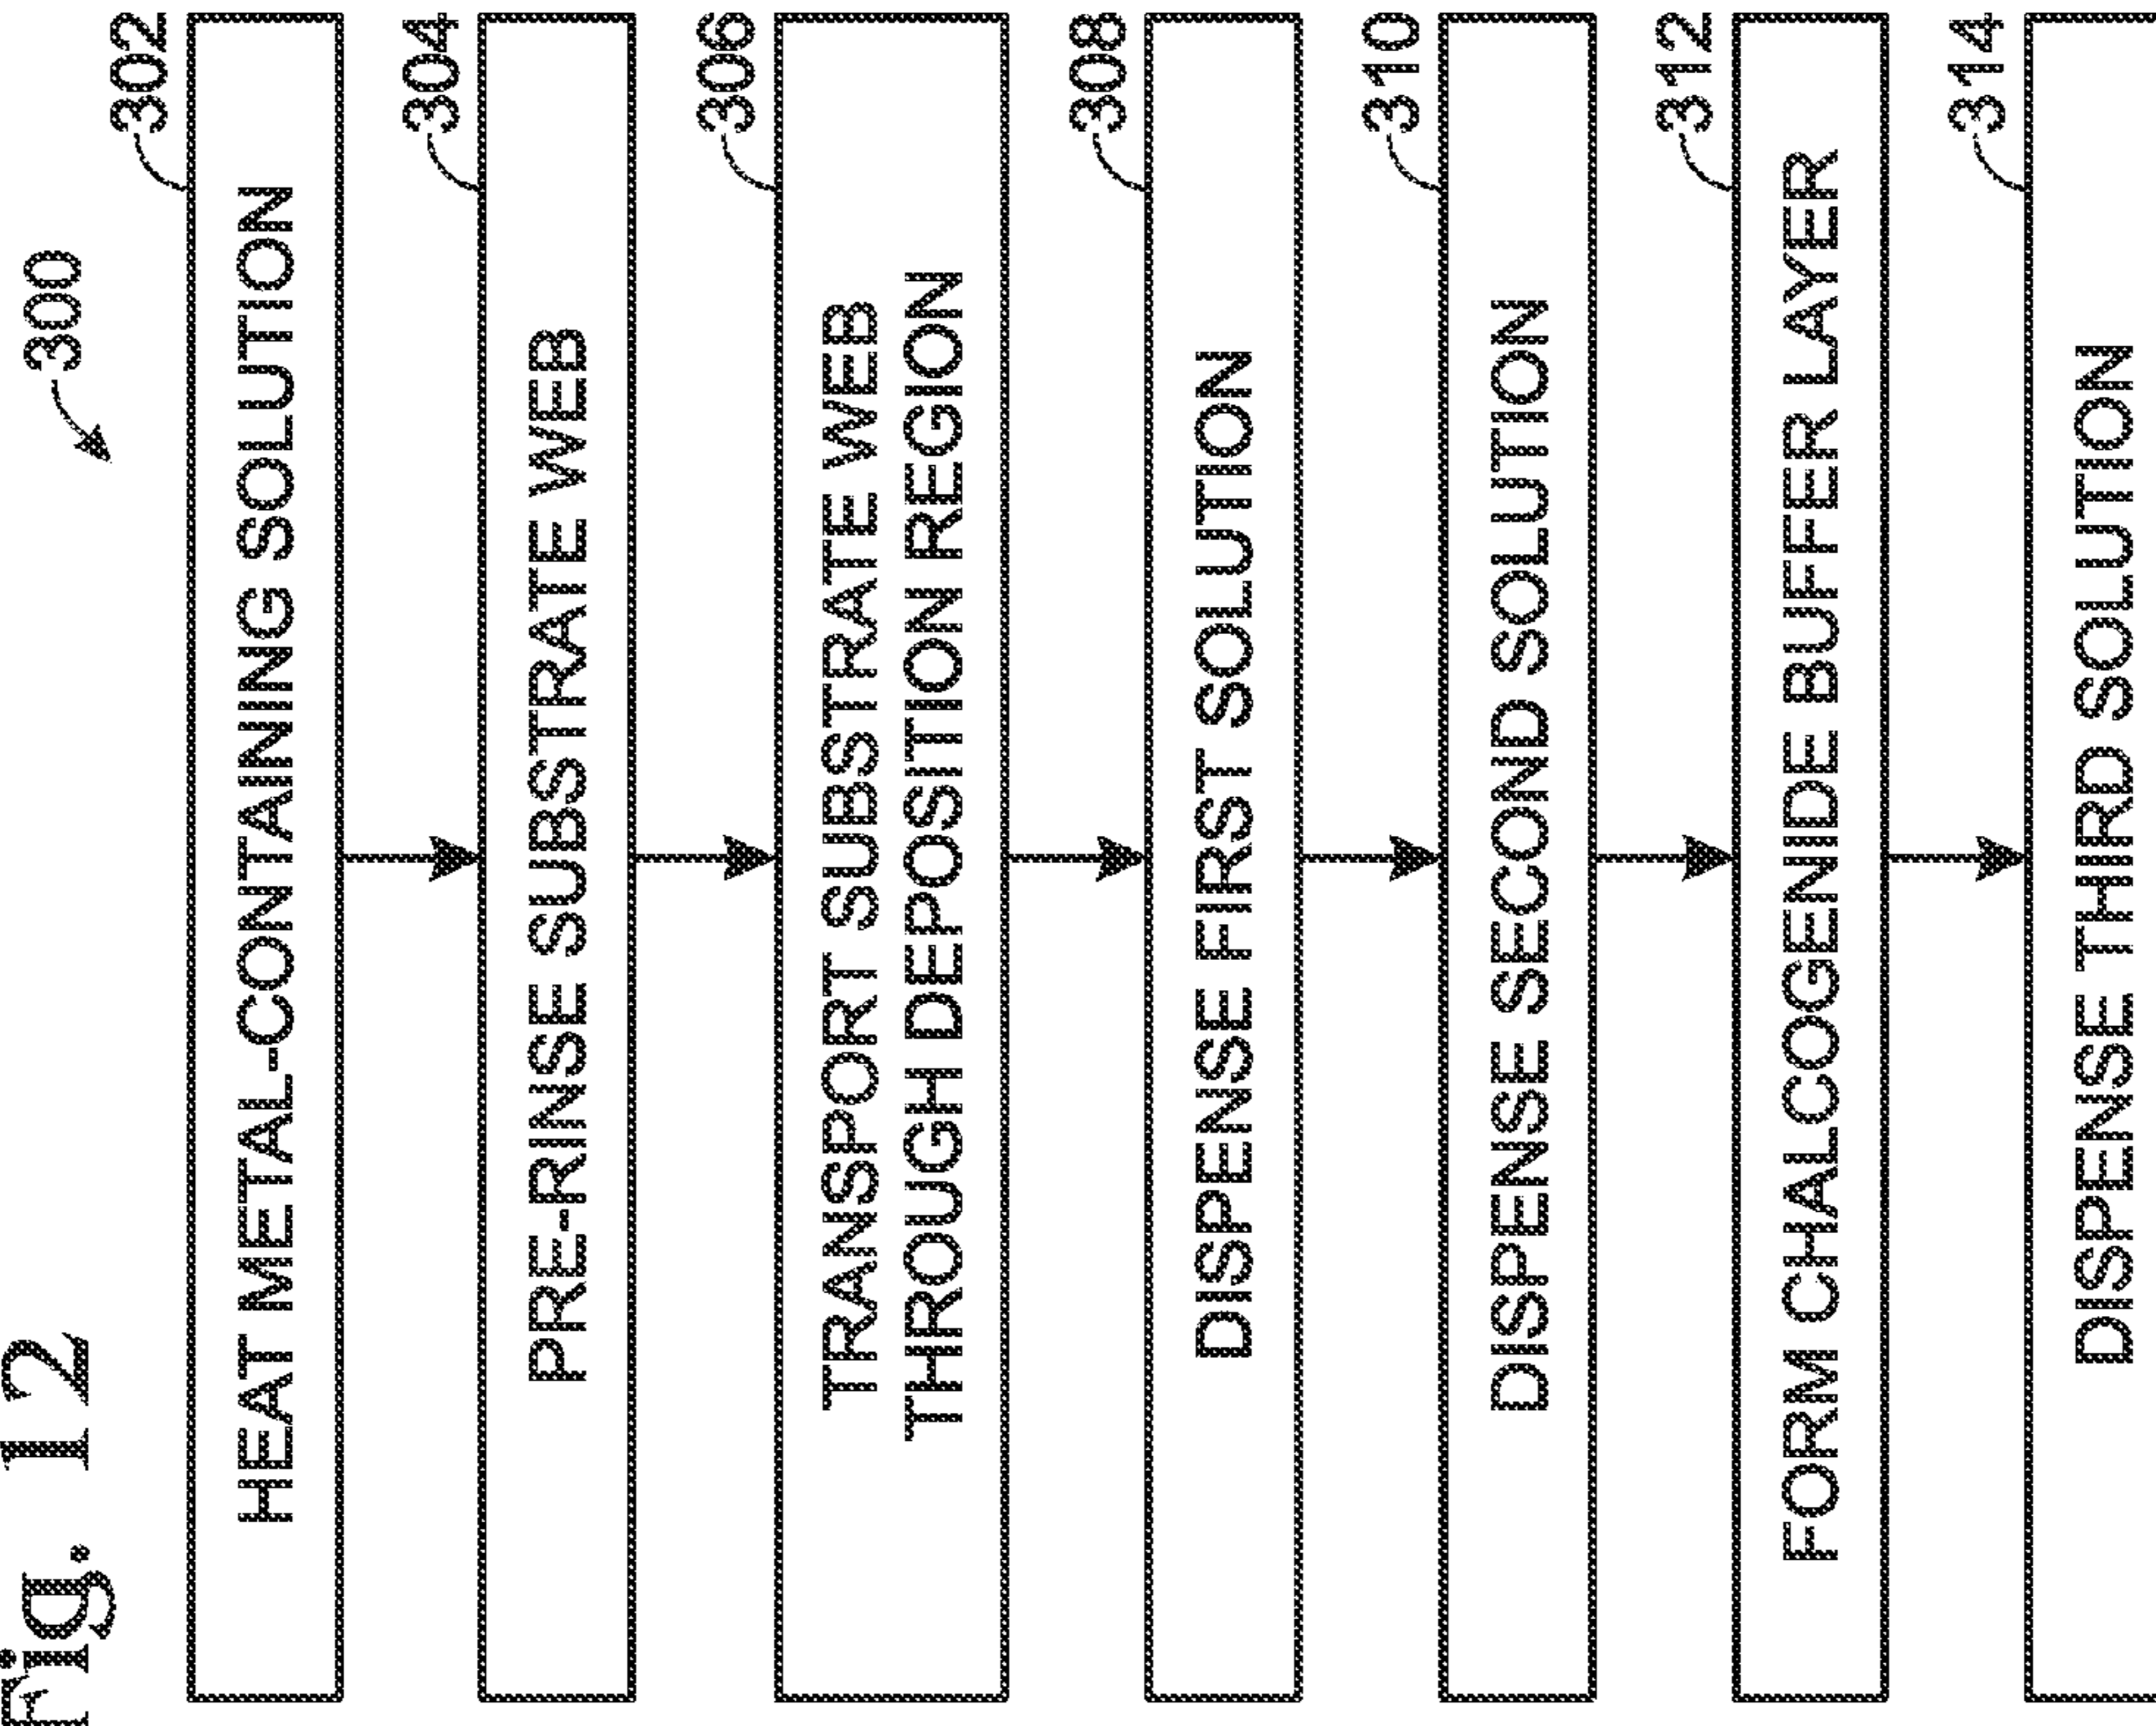 Fig. 12
300
302
HEAT METAL-CONTAINING SOLUTION
304
PRE-RINSE SUBSTRATE WEB
306
TRANSPORT SUBSTRATE WEB
THROUGH DEPOSITION REGION
308
DISPENSE FIRST SOLUTION
310
DISPENSE SECOND SOLUTION
312
FORM CHALCOGENIDE BUFFER LAYER
314
DISPENSE THIRD SOLUTION